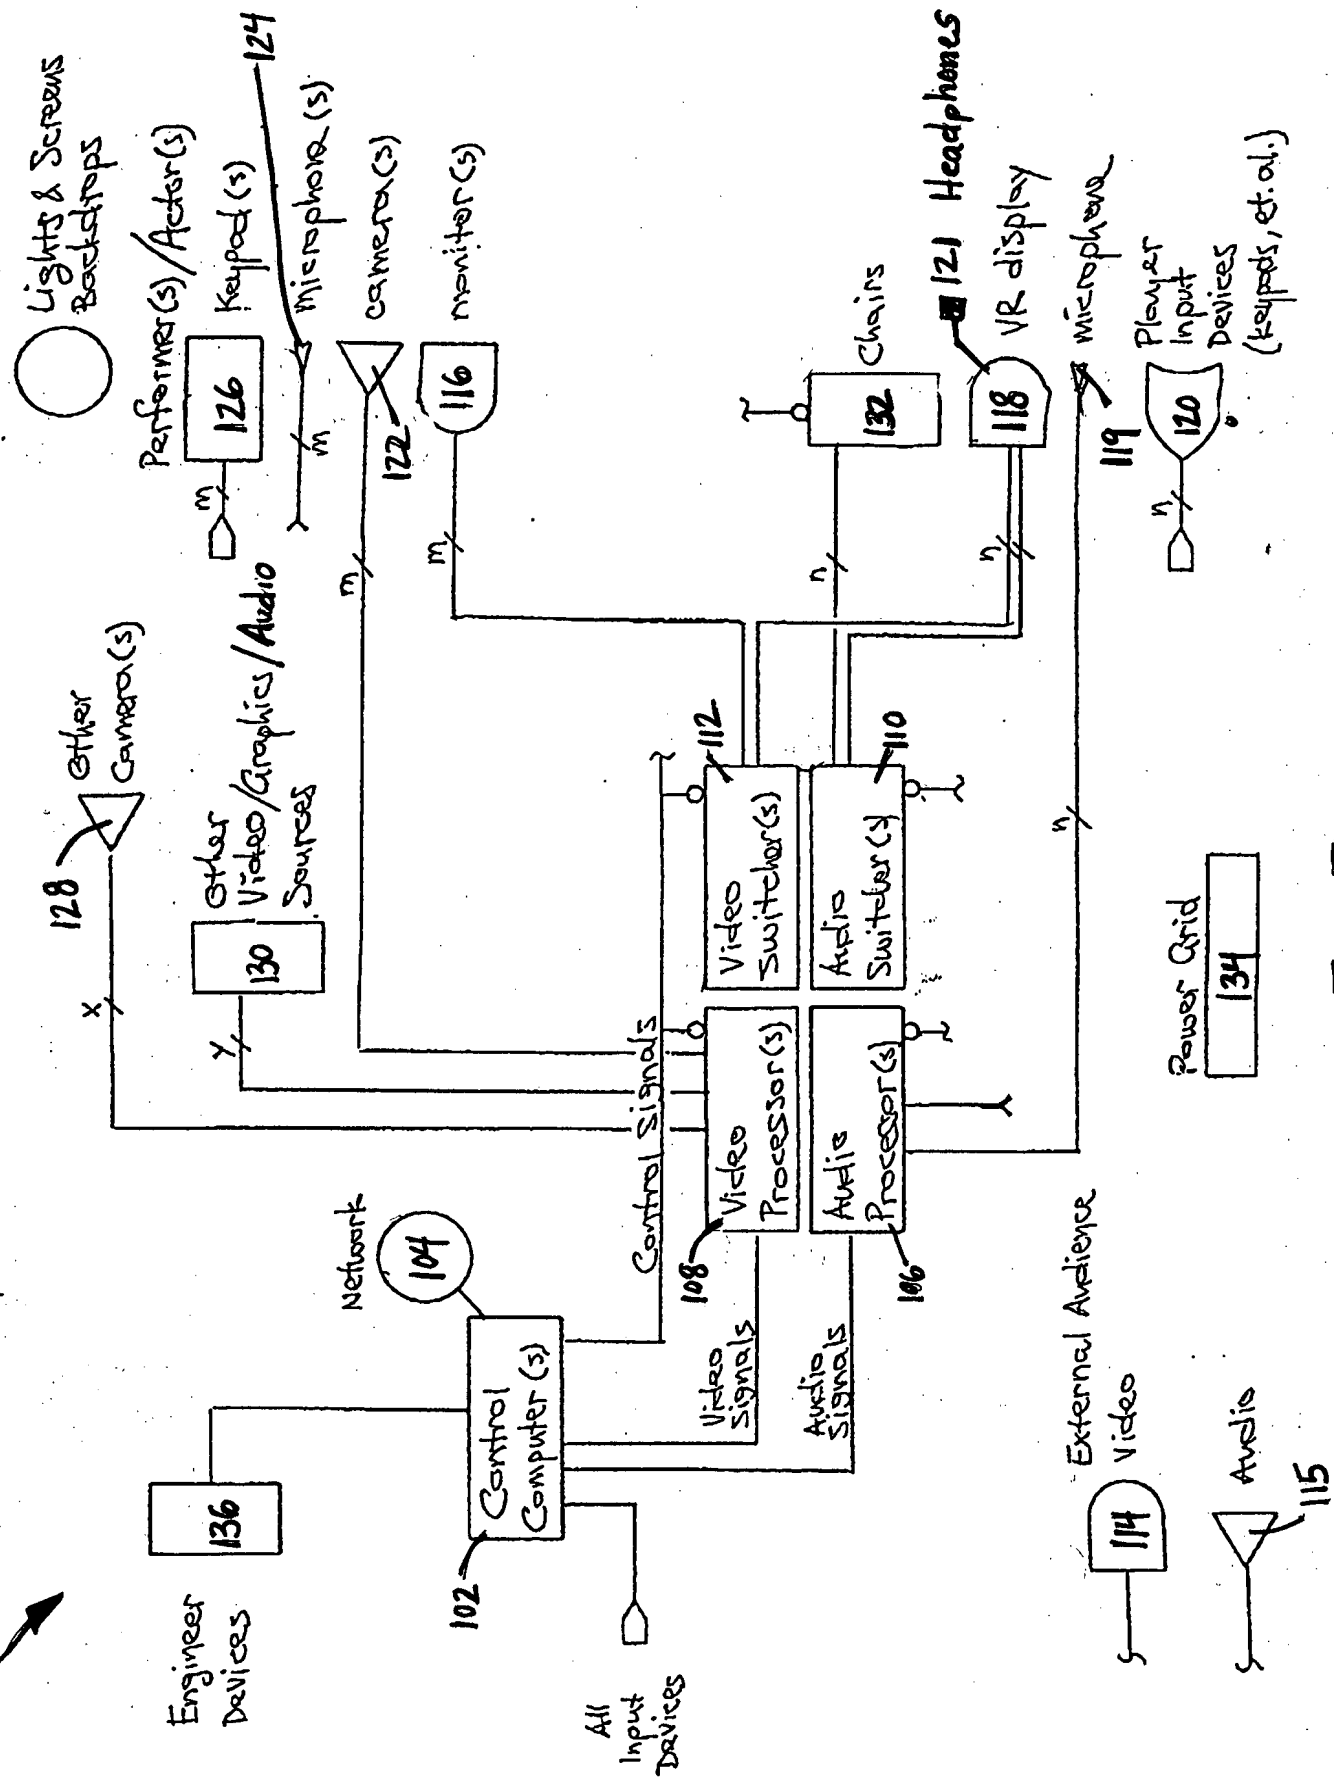 Lights & Screens
Backdrops
Performer(s)/Actor(s)
126
Keypad(s)
m
124
Microphone(s)
m
camera(s)
122
m
monitor(s)
116
m
Other
Camera(s)
128
X
Other
Video/Graphics/Audio
Sources
130
Y
Engineer
Devices
136
Network
104
Control
Computer(s)
102
All
Input
Devices
Control Signals
Video
Signals
Audio
Signals
Video
Processor(s)
108
Audio
Processor(s)
106
Video
Switcher(s)
112
Audio
Switcher(s)
110
Chairs
132
n
121 Headphones
VR display
118
n
microphone
119
n
Player
Input
Devices
(keypads, et. al.)
120
n
External Audience
Video
114
Audio
115
Power Grid
134